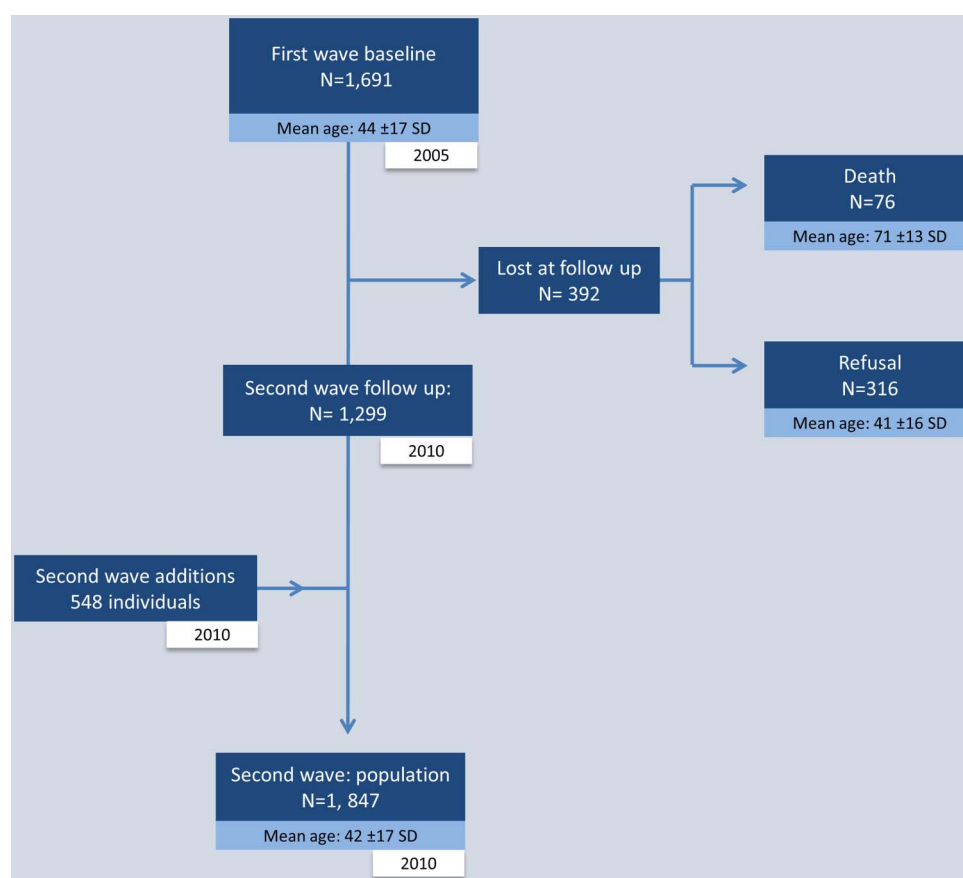 First wave baseline
N=1,691
Mean age: 44 ±17 SD
2005
Death
N=76
Mean age: 71 ±13 SD
Lost at follow up
N= 392
Refusal
N=316
Mean age: 41 ±16 SD
Second wave follow up:
N= 1,299
2010
Second wave additions
548 individuals
2010
Second wave: population
N=1, 847
Mean age: 42 ±17 SD
2010